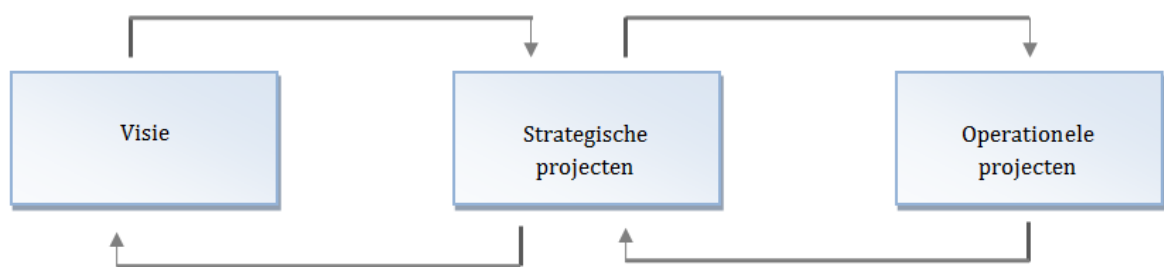 Visie
Strategische
projecten
Operationele
projecten